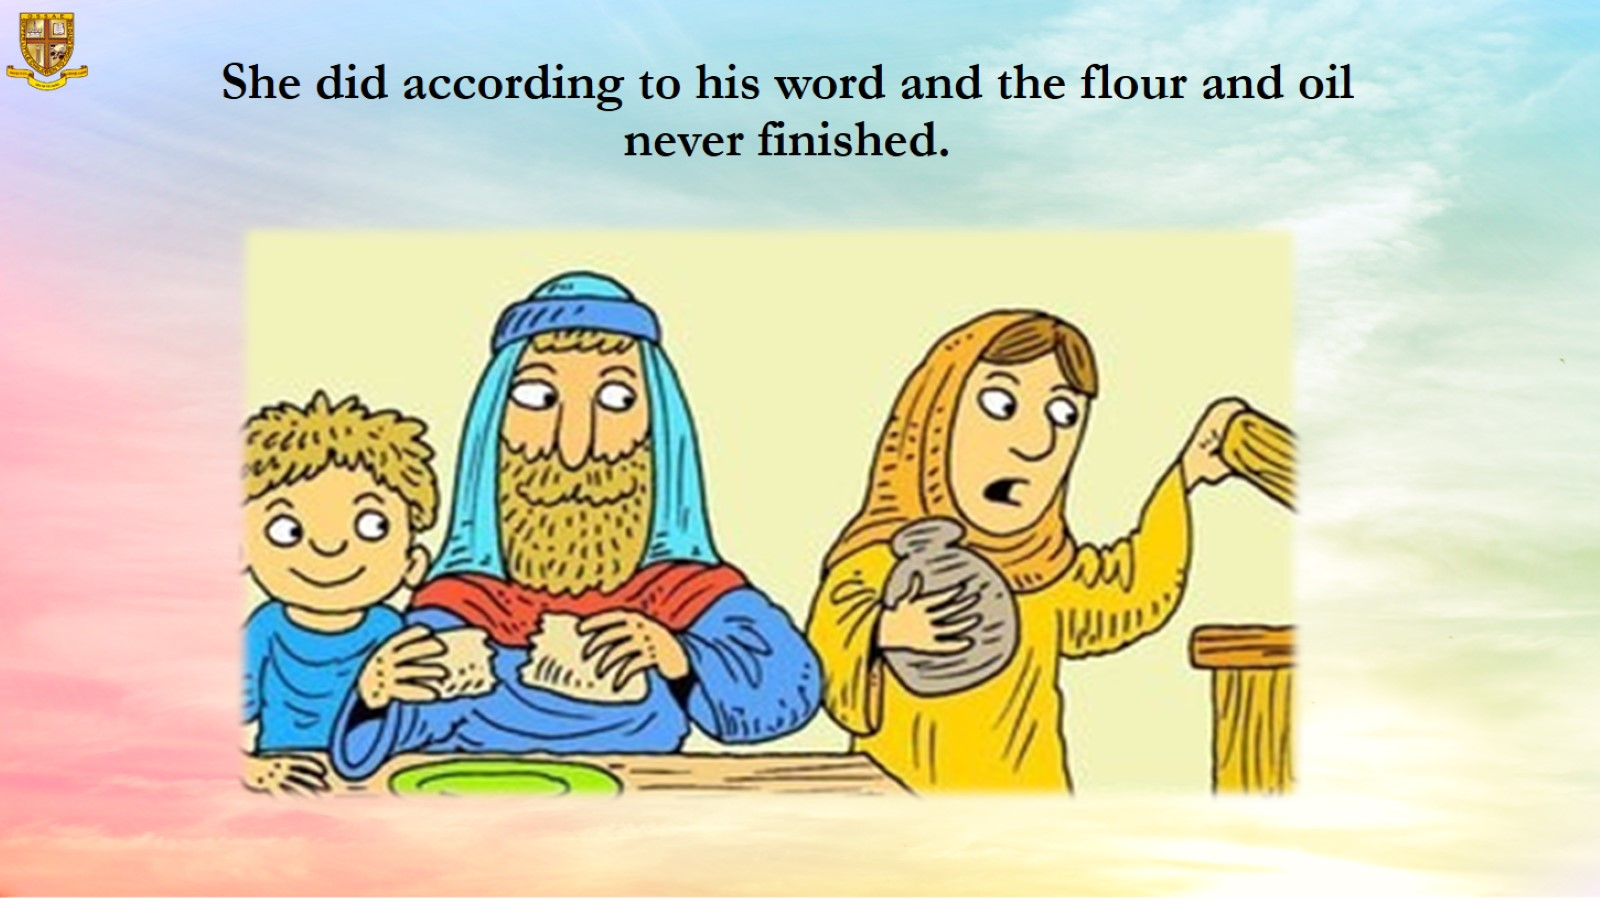 She did according to his word and the flour and oil
never finished.